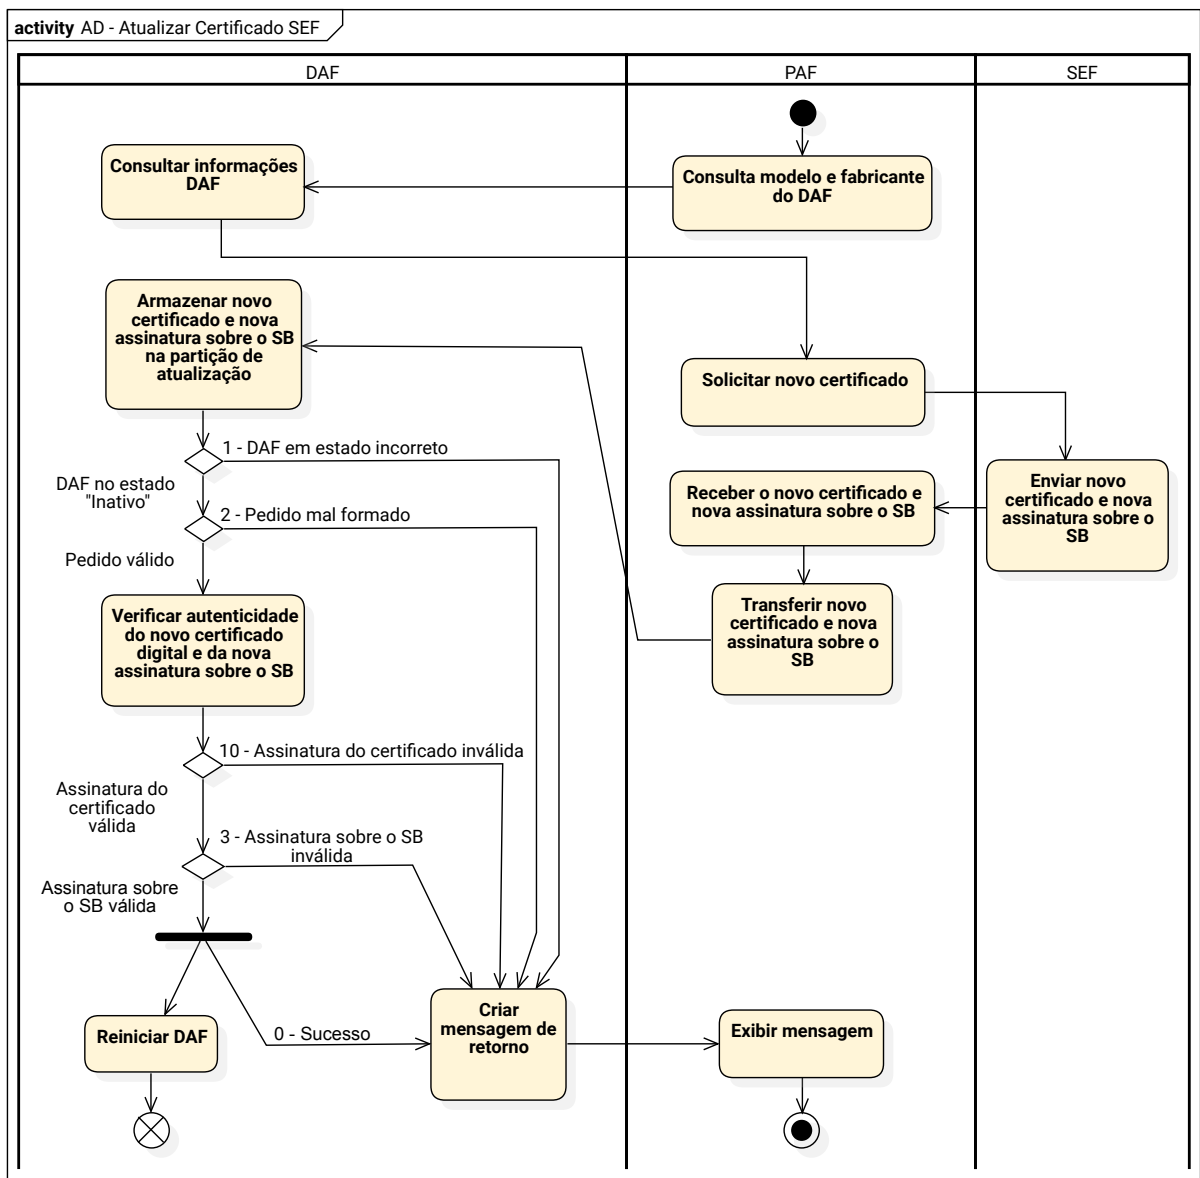 activity AD - Atualizar Certificado SEF
DAF
PAF
SEF
Consultar informações
DAF
Consulta modelo e fabricante
do DAF
Armazenar novo
certificado e nova
assinatura sobre o SB
na partição de
atualização
Solicitar novo certificado
1 - DAF em estado incorreto
DAF no estado
"Inativo"
Receber o novo certificado e
nova assinatura sobre o SB
Enviar novo
certificado e nova
assinatura sobre o
SB
2 - Pedido mal formado
Pedido válido
Verificar autenticidade
do novo certificado
digital e da nova
assinatura sobre o SB
Transferir novo
certificado e nova
assinatura sobre o
SB
10 - Assinatura do certificado inválida
Assinatura do
certificado
válida
3 - Assinatura sobre o SB
inválida
Assinatura sobre
o SB válida
Reiniciar DAF
0 - Sucesso
Criar
mensagem de
retorno
Exibir mensagem